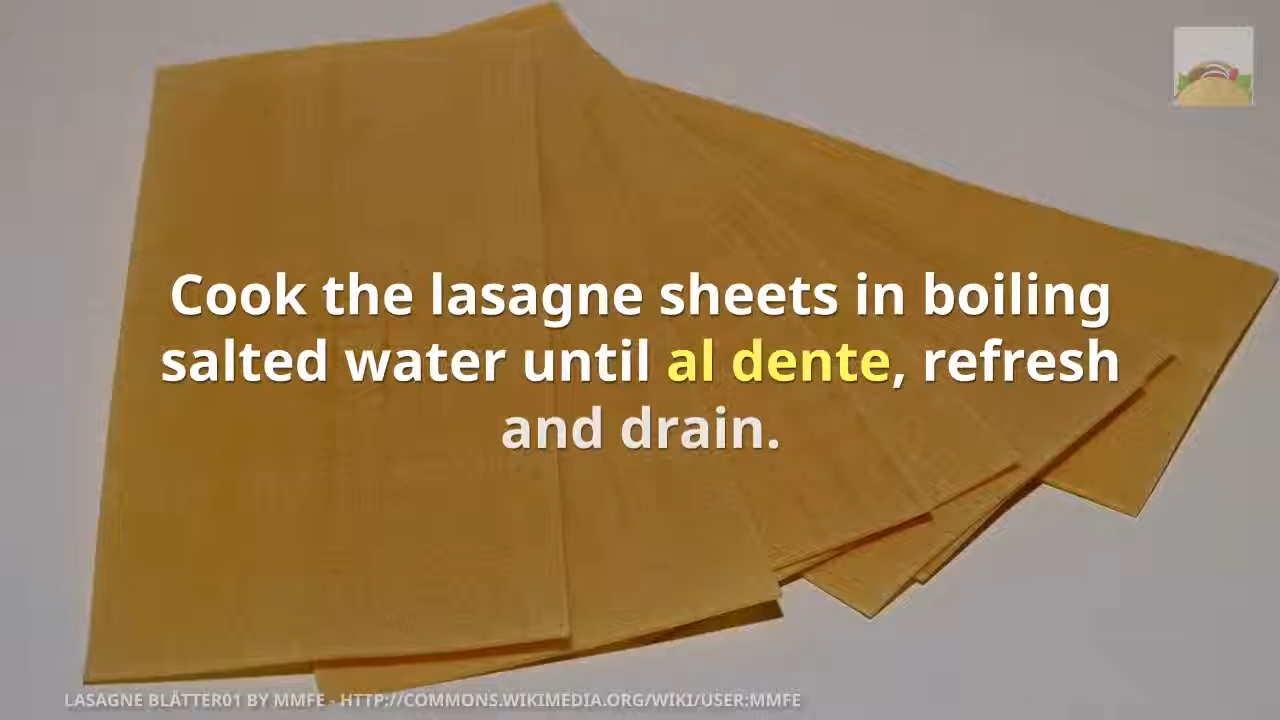 Cook the lasagne sheets in boiling
salted water until al dente, refresh
and drain.
LASAGNE BLÄTTER01 BY MMFE - HTTP://COMMONS.WIKIMEDIA.ORG/WIKI/USER:MMFE